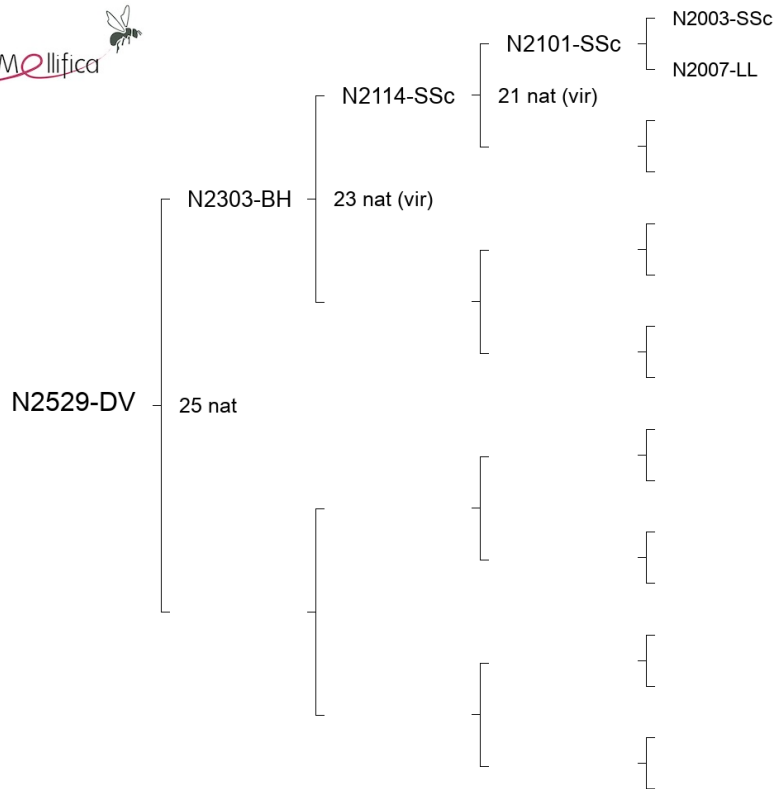 Mellifica
N2003-SSc
N2101-SSc
N2007-LL
N2114-SSc
21 nat (vir)
N2303-BH
23 nat (vir)
N2529-DV
25 nat